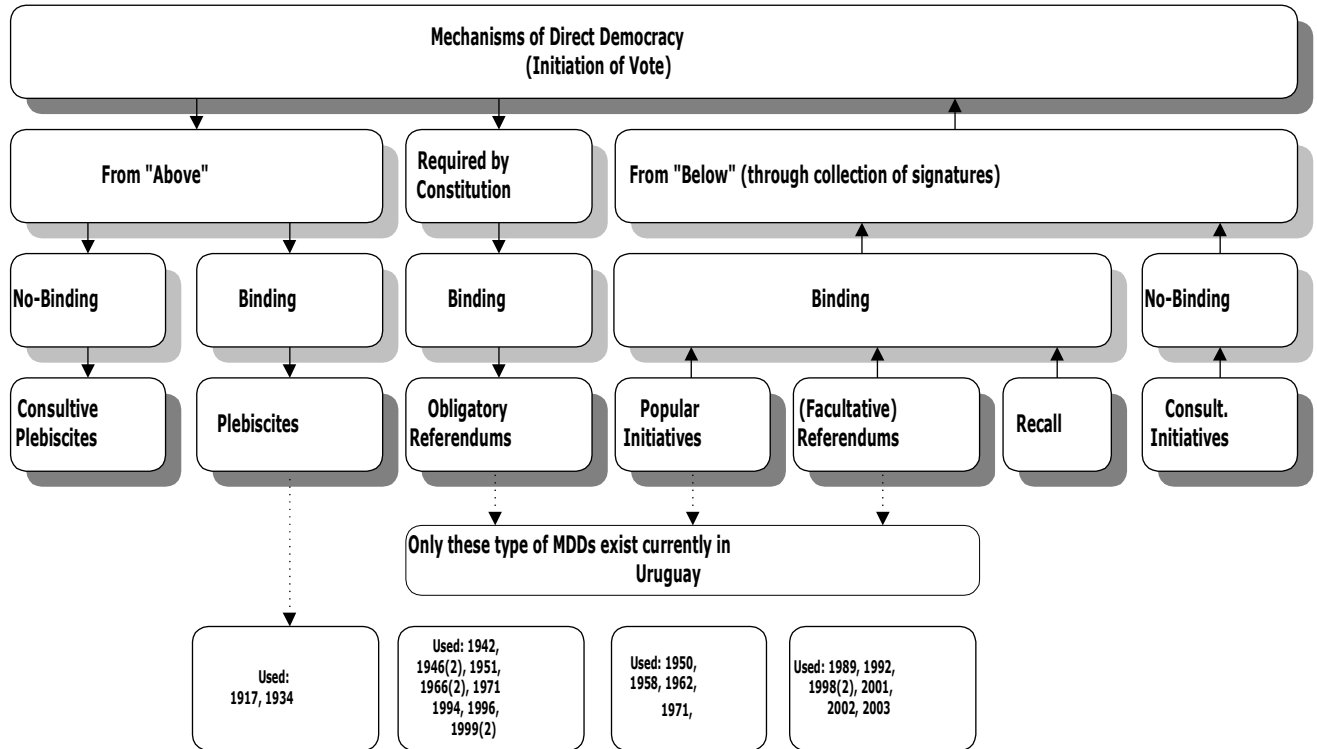 Mechanisms of Direct Democracy
(Initiation of Vote)
From "Above"
Required by
Constitution
From "Below" (through collection of signatures)
No-Binding
Binding
Binding
Binding
No-Binding
Consultive
Plebiscites
Plebiscites
Obligatory
Referendums
Popular
Initiatives
(Facultative)
Referendums
Recall
Consult.
Initiatives
Only these type of MDDs exist currently in
Uruguay
Used:
1917, 1934
Used: 1942,
1946(2), 1951,
1966(2), 1971
1994, 1996,
1999(2)
Used: 1950,
1958, 1962,
1971,
Used: 1989, 1992,
1998(2), 2001,
2002, 2003